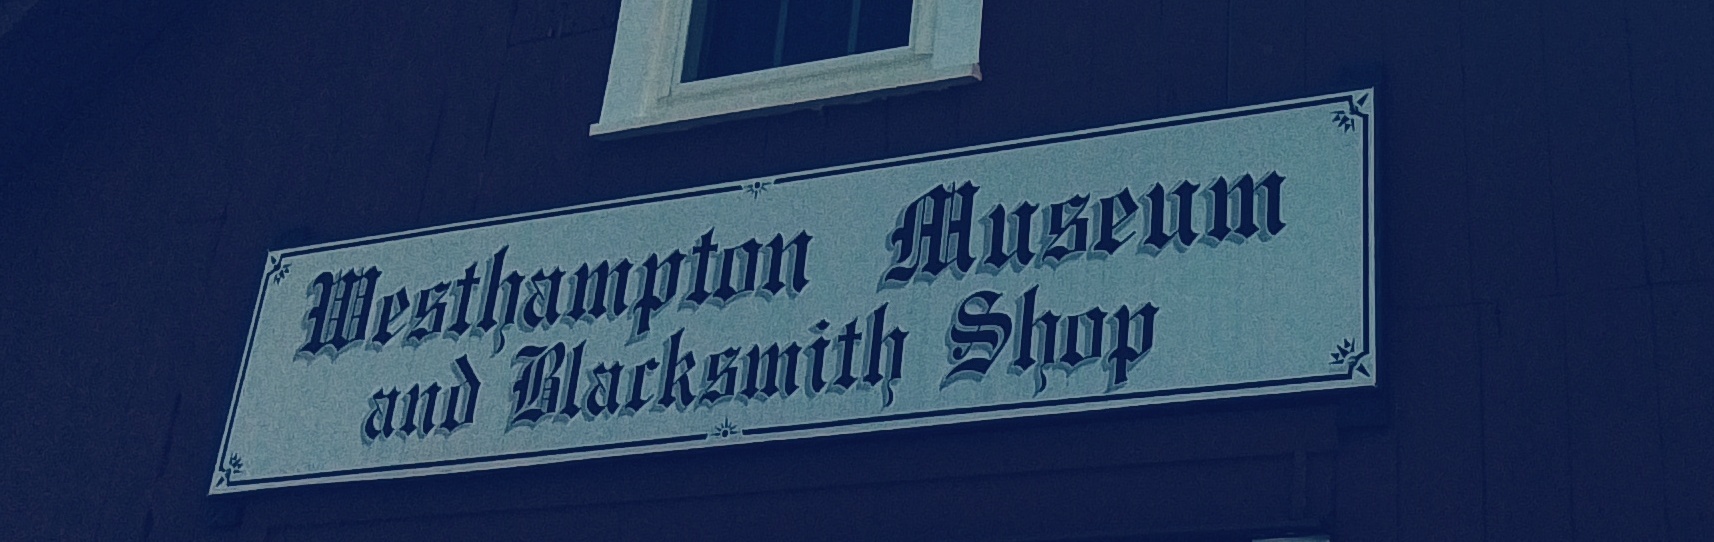 Westhampton Museum
and Blacksmith Shop